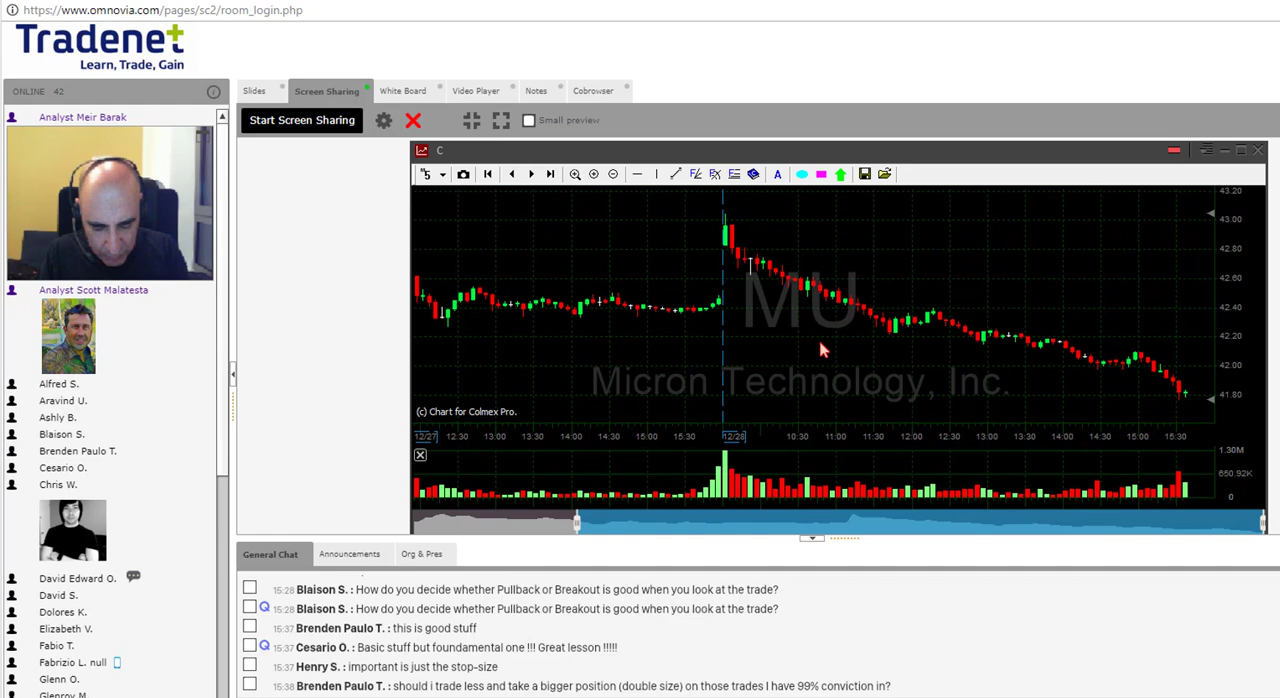 https://www.omnovia.com/pages/sc2/room_login.php
Tradenet
Learn, Trade, Gain
ONLINE 42
Analyst Meir Barak
Analyst Scott Malatesta
Alfred S.
Aravind U.
Ashly B.
Blaison S.
Brenden Paulo T.
Cesario O.
Chris W.
David Edward O.
David S.
Dolores K.
Elizabeth V.
Fabio T.
Fabrizio L. null
Glenn O.
Glenroy M.
Slides Screen Sharing White Board Video Player Notes Cobrowser
Start Screen Sharing Small preview
C
5 A
43.20
43.00
42.80
42.60
42.40
42.20
42.00
41.80
MU
Micron Technology, Inc.
(c) Chart for Colmex Pro.
12/27 12:30 13:00 13:30 14:00 14:30 15:00 15:30 12/28 10:30 11:00 11:30 12:00 12:30 13:00 13:30 14:00 14:30 15:00 15:30
1.30M
650.92K
0
General Chat Announcements Org & Pres
15:28 Blaison S. : How do you decide whether Pullback or Breakout is good when you look at the trade?
Q 15:28 Blaison S. : How do you decide whether Pullback or Breakout is good when you look at the trade?
15:37 Brenden Paulo T. : this is good stuff
Q 15:37 Cesario O. : Basic stuff but foundamental one !!! Great lesson !!!!!
15:37 Henry S. : important is just the stop-size
15:38 Brenden Paulo T. : should i trade less and take a bigger position (double size) on those trades I have 99% conviction in?